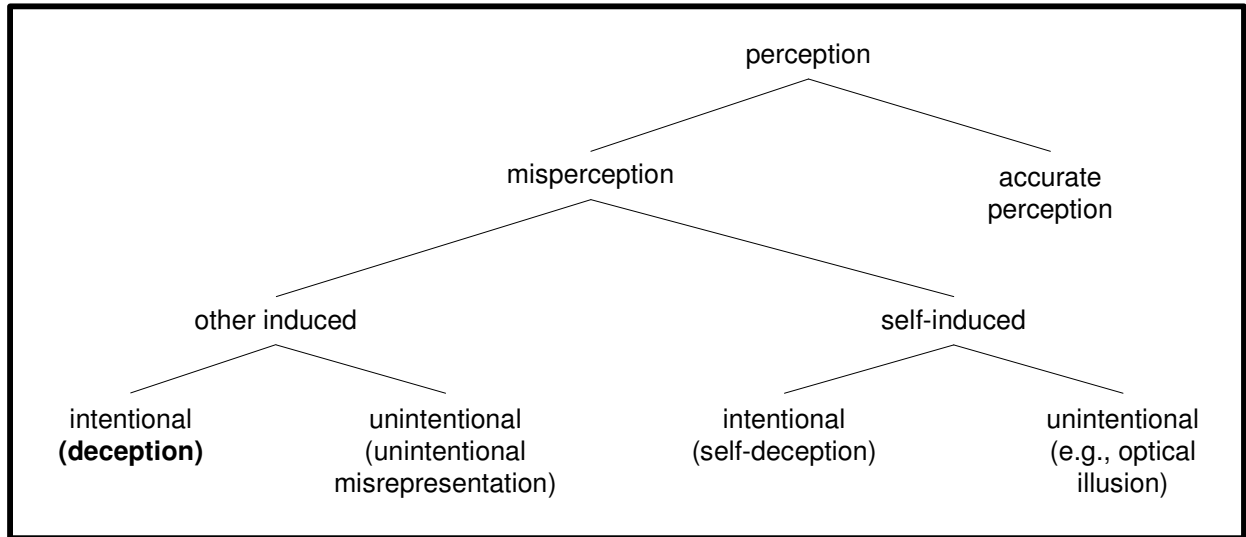 perception
misperception
accurate
perception
other induced
self-induced
intentional
(deception)
unintentional
(unintentional
misrepresentation)
intentional
(self-deception)
unintentional
(e.g., optical
illusion)